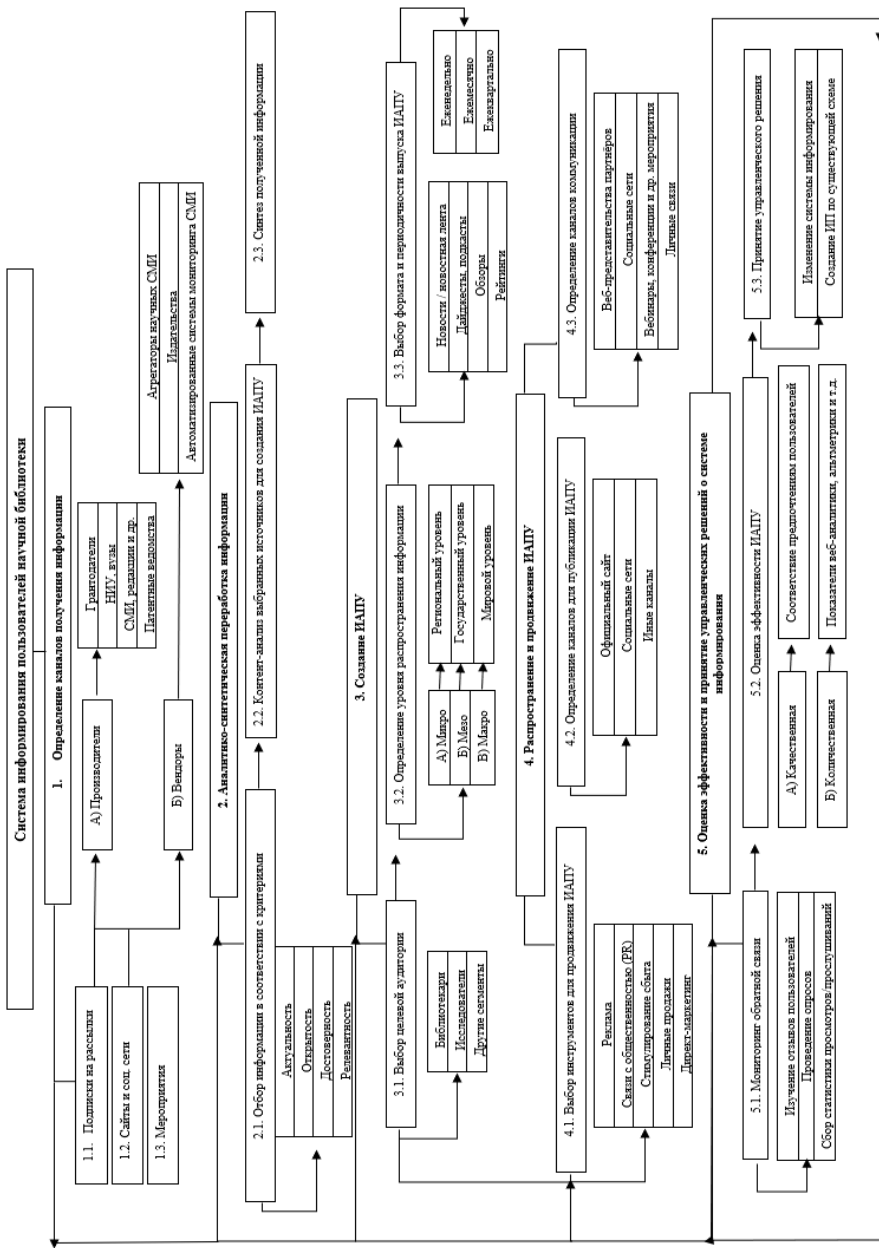 Система информирования пользователей научной библиотеки
1. Определение каналов получения информации
1.1. Подписки на рассылки
1.2. Сайты и соц. сети
1.3. Мероприятия
А) Производители
Грантодатели
НИУ, вузы
СМИ, редакции и др.
Патентные ведомства
Б) Вендоры
Агрегаторы научных СМИ
Издательства
Автоматизированные системы мониторинга СМИ
2. Аналитико-синтетическая переработка информации
2.1. Отбор информации в соответствии с критериями
Актуальность
Открытость
Достоверность
Релевантность
2.2. Контент-анализ выбранных источников для создания ИАПУ
2.3. Синтез полученной информации
3. Создание ИАПУ
3.1. Выбор целевой аудитории
Библиотекари
Исследователи
Другие сегменты
3.2. Определение уровня распространения информации
А) Микро
Б) Мезо
В) Макро
Региональный уровень
Государственный уровень
Мировой уровень
3.3. Выбор формата и периодичности выпуска ИАПУ
Новости / новостная лента
Дайджесты, подкасты
Обзоры
Рейтинги
Еженедельно
Ежемесячно
Ежеквартально
4. Распространение и продвижение ИАПУ
4.1. Выбор инструментов для продвижения ИАПУ
Реклама
Связи с общественностью (PR)
Стимулирование сбыта
Личные продажи
Директ-маркетинг
4.2. Определение каналов для публикации ИАПУ
Официальный сайт
Социальные сети
Иные каналы
4.3. Определение каналов коммуникации
Веб-представительства партнёров
Социальные сети
Вебинары, конференции и др. мероприятия
Личные связи
5. Оценка эффективности и принятие управленческих решений о системе
информирования
5.1. Мониторинг обратной связи
Изучение отзывов пользователей
Проведение опросов
Сбор статистики просмотров/прослушиваний
5.2. Оценка эффективности ИАПУ
А) Качественная
Соответствие предпочтениям пользователей
Б) Количественная
Показатели веб-аналитики, альтметрики и т.д.
5.3. Принятие управленческого решения
Изменение системы информирования
Создание ИП по существующей схеме